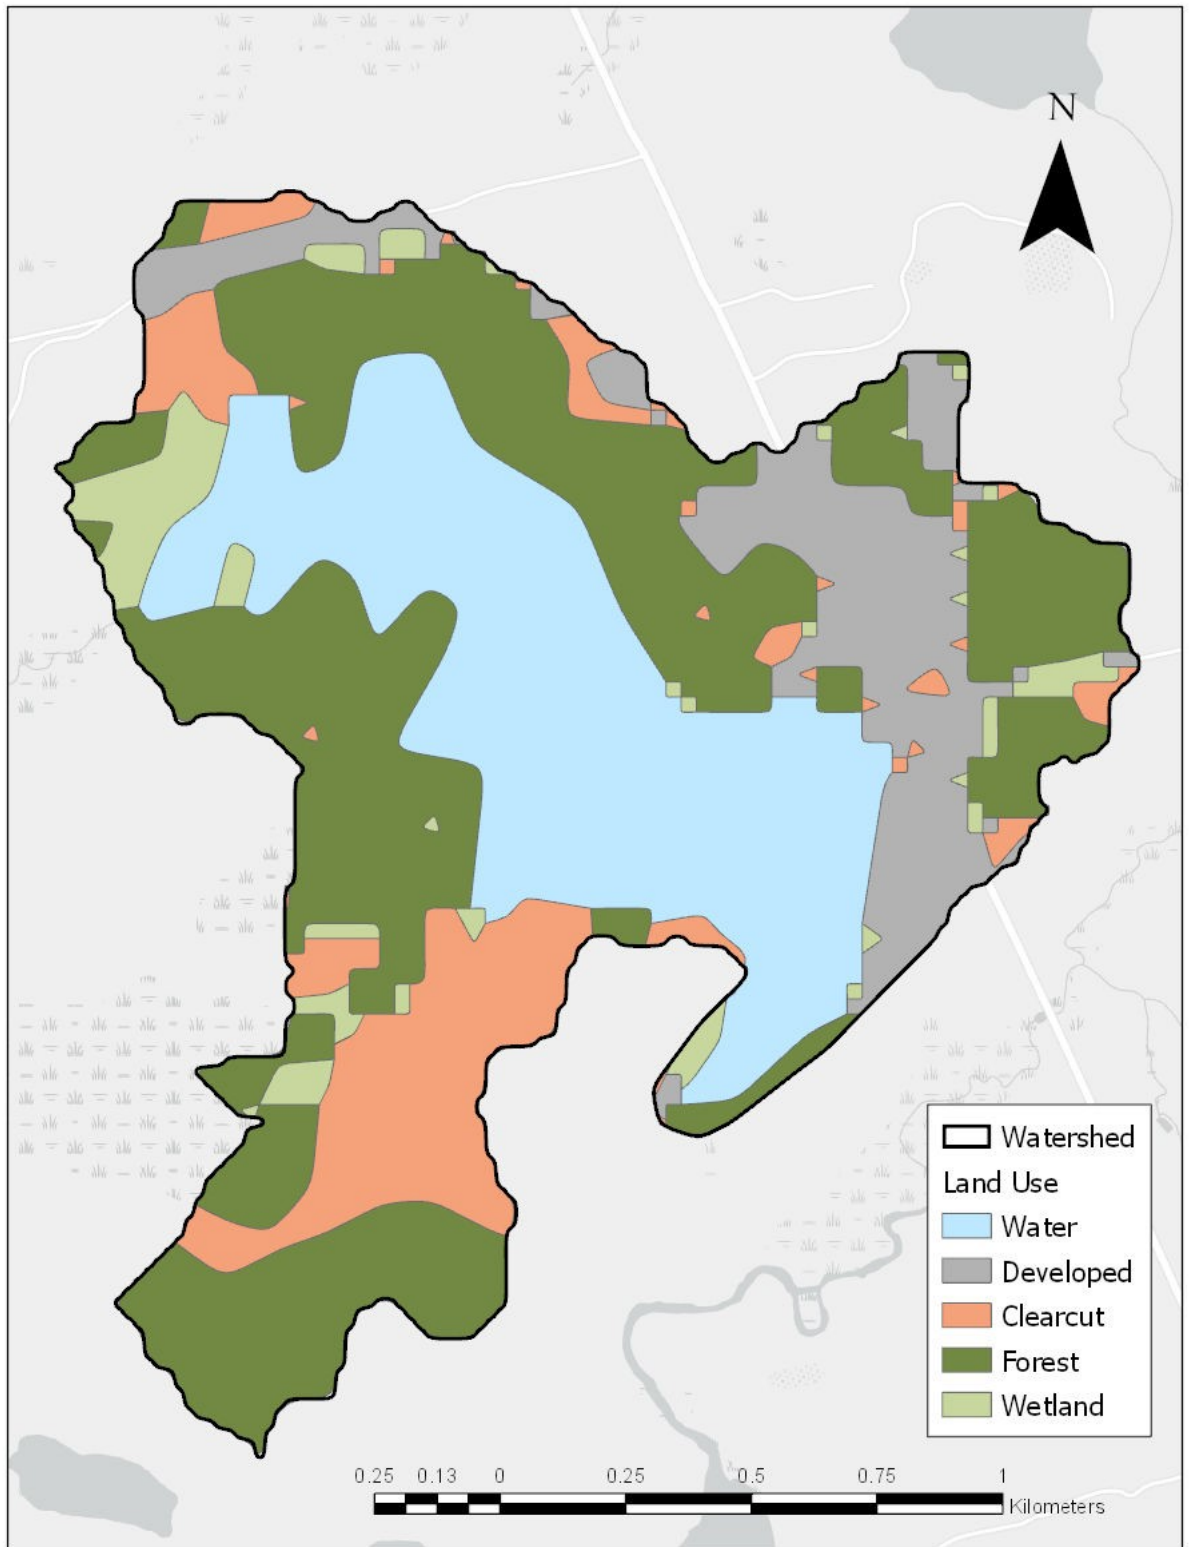 N
Watershed
Land Use
Water
Developed
Clearcut
Forest
Wetland
0.25 0.13 0 0.25 0.5 0.75 1
Kilometers